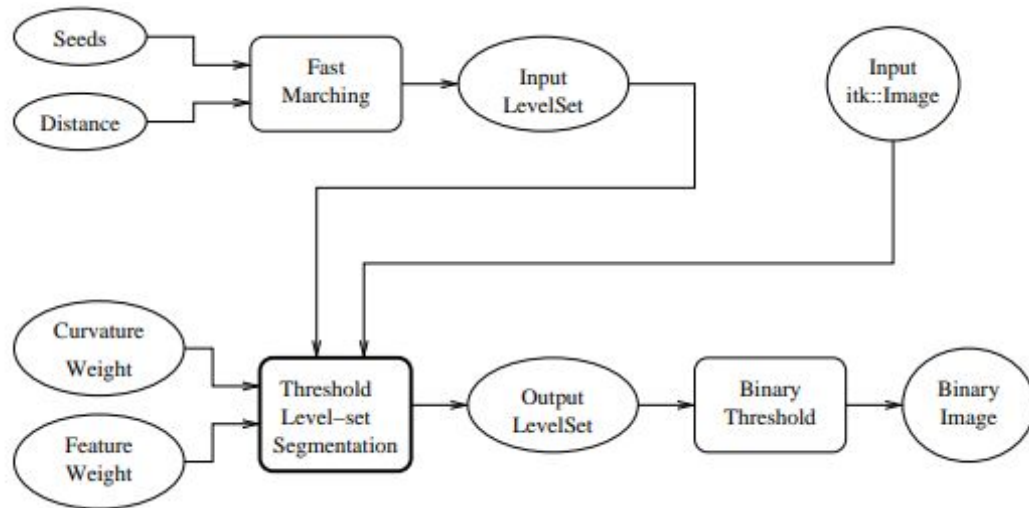 Seeds
Distance
Fast
Marching
Input
LevelSet
Input
itk::Image
Curvature
Weight
Feature
Weight
Threshold
Level−set
Segmentation
Output
LevelSet
Binary
Threshold
Binary
Image